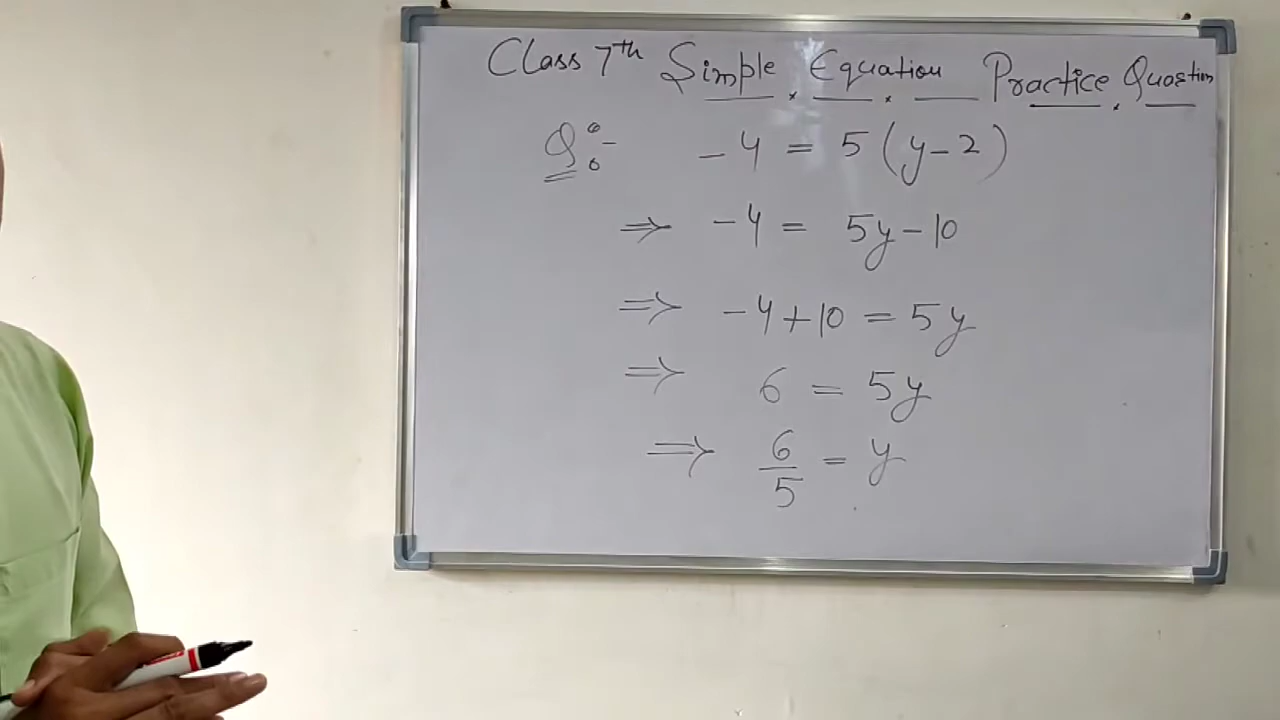 Class 7th Simple Equation Practice Question
Q:- -4 = 5(y-2)
⇒ -4 = 5y-10
⇒ -4+10 = 5y
⇒ 6 = 5y
⇒ 6/5 = y